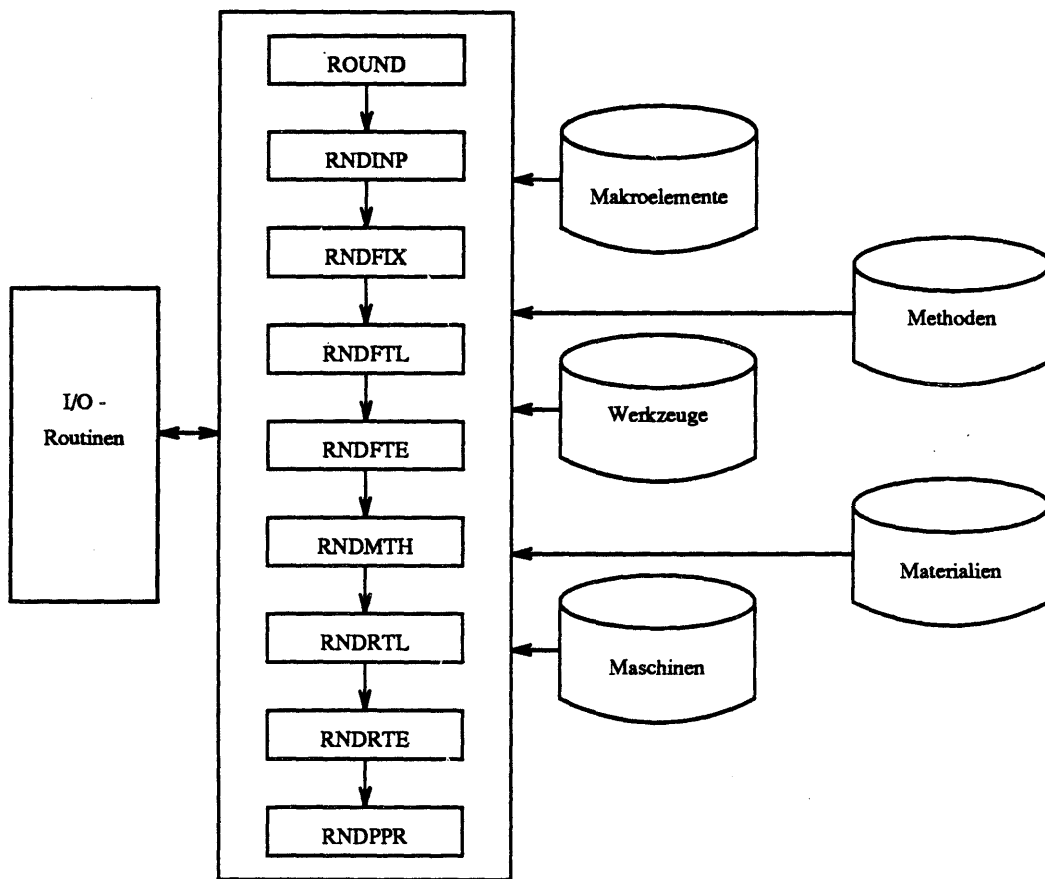 ROUND
RNDINP
RNDFIX
RNDFTL
RNDFTE
RNDMTH
RNDRTL
RNDRTE
RNDPPR
I/O -
Routinen
Makroelemente
Methoden
Werkzeuge
Materialien
Maschinen